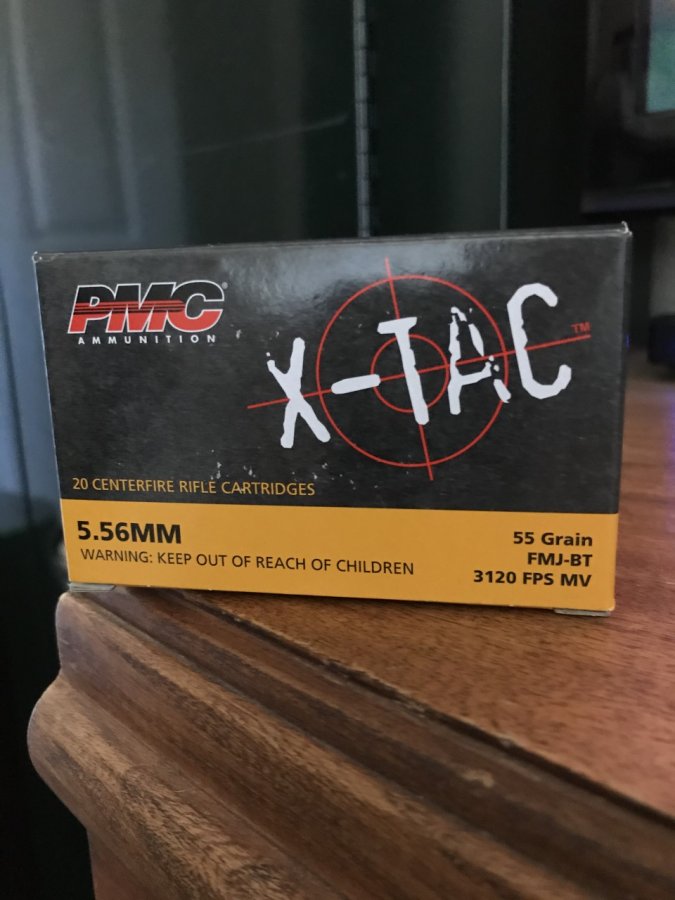 PMC®
AMMUNITION
X-TAC™
20 CENTERFIRE RIFLE CARTRIDGES
5.56MM
WARNING: KEEP OUT OF REACH OF CHILDREN
55 Grain
FMJ-BT
3120 FPS MV